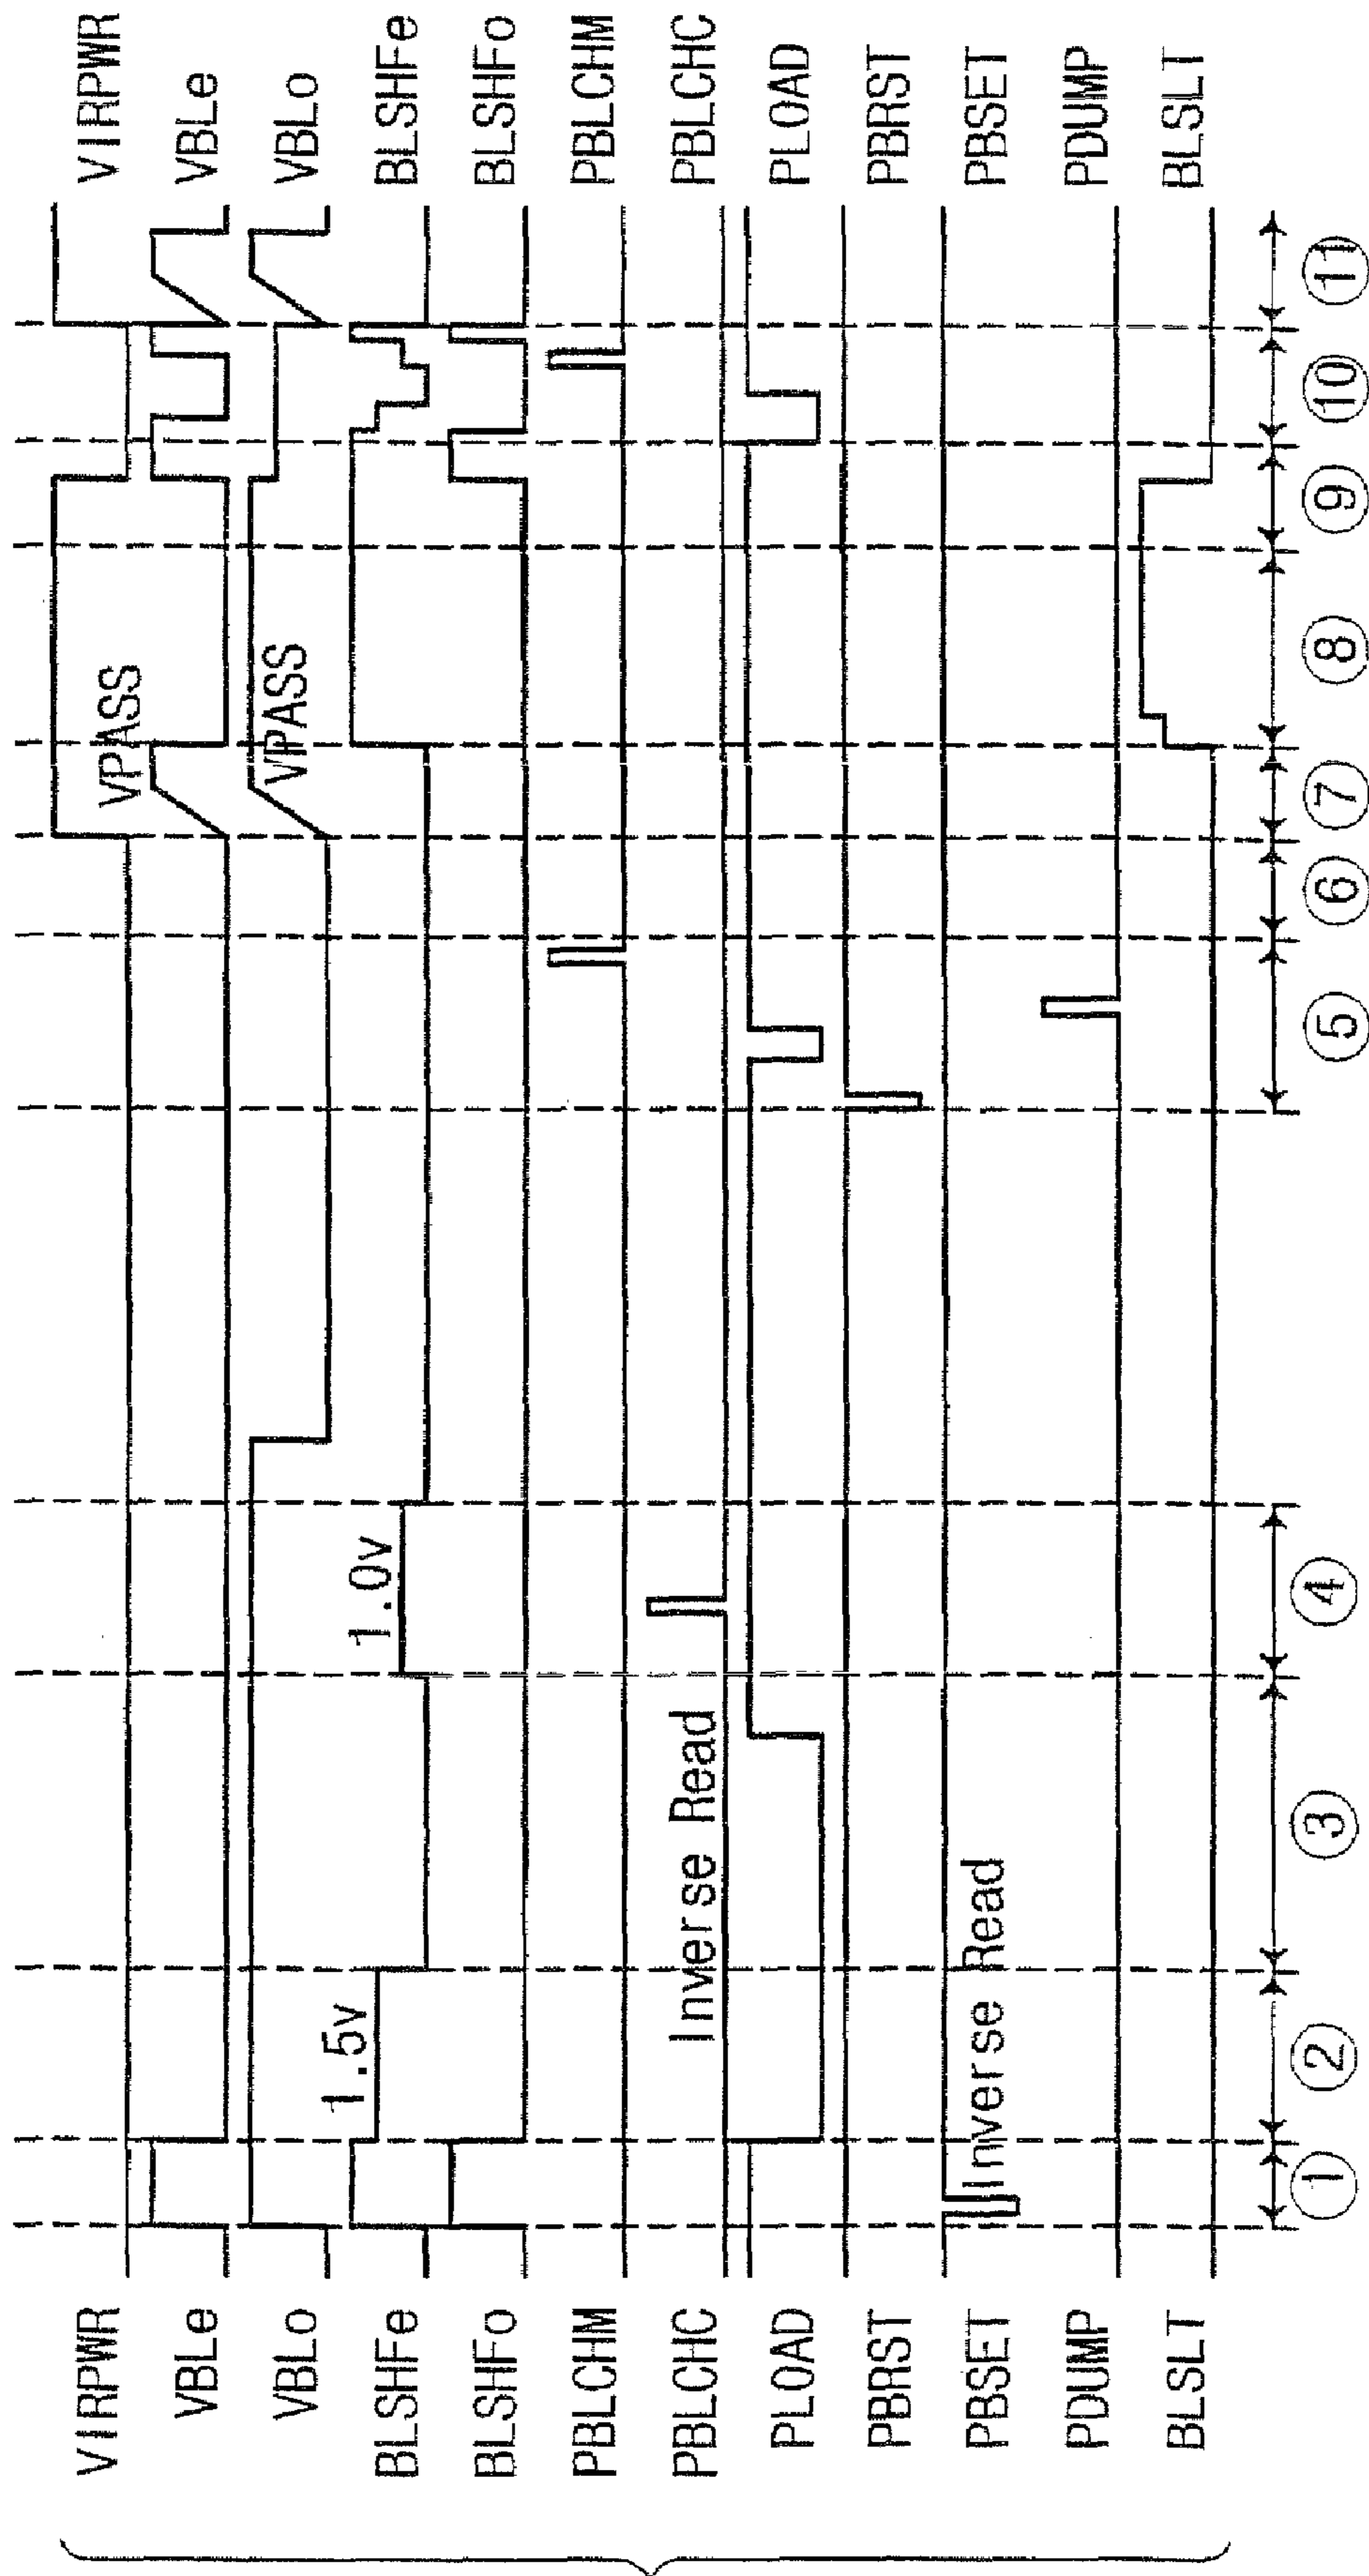 VIRPWR
VBLe
VBLo
BLSHFe
BLSHFo
PBLCHM
PBLCHC
PLOAD
PBRST
PBSET
PDUMP
BLSLT
1.5v
1.0v
VPASS
VPASS
Inverse Read
Inverse Read
① ② ③ ④ ⑤ ⑥ ⑦ ⑧ ⑨ ⑩ ⑪
VIRPWR
VBLe
VBLo
BLSHFe
BLSHFo
PBLCHM
PBLCHC
PLOAD
PBRST
PBSET
PDUMP
BLSLT